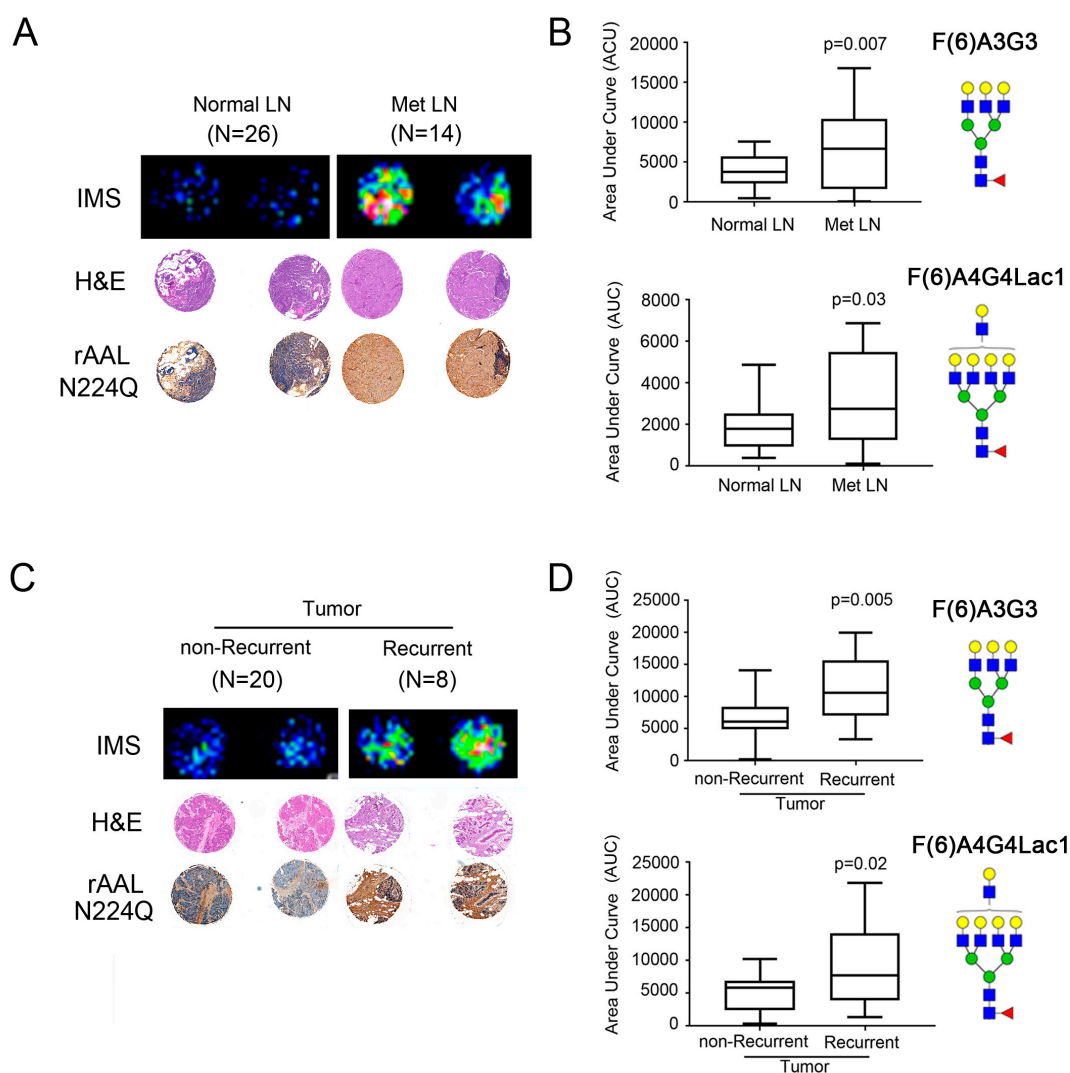 A
Normal LN
(N=26)
Met LN
(N=14)
IMS
H&E
rAAL
N224Q
B
Area Under Curve (ACU)
20000
15000
10000
5000
0
p=0.007
Normal LN
Met LN
F(6)A3G3
Area Under Curve (AUC)
8000
6000
4000
2000
0
p=0.03
Normal LN
Met LN
F(6)A4G4Lac1
C
Tumor
non-Recurrent
(N=20)
Recurrent
(N=8)
IMS
H&E
rAAL
N224Q
D
Area Under Curve (AUC)
25000
20000
15000
10000
5000
0
p=0.005
non-Recurrent
Recurrent
Tumor
F(6)A3G3
Area Under Curve (AUC)
25000
20000
15000
10000
5000
0
p=0.02
non-Recurrent
Recurrent
Tumor
F(6)A4G4Lac1